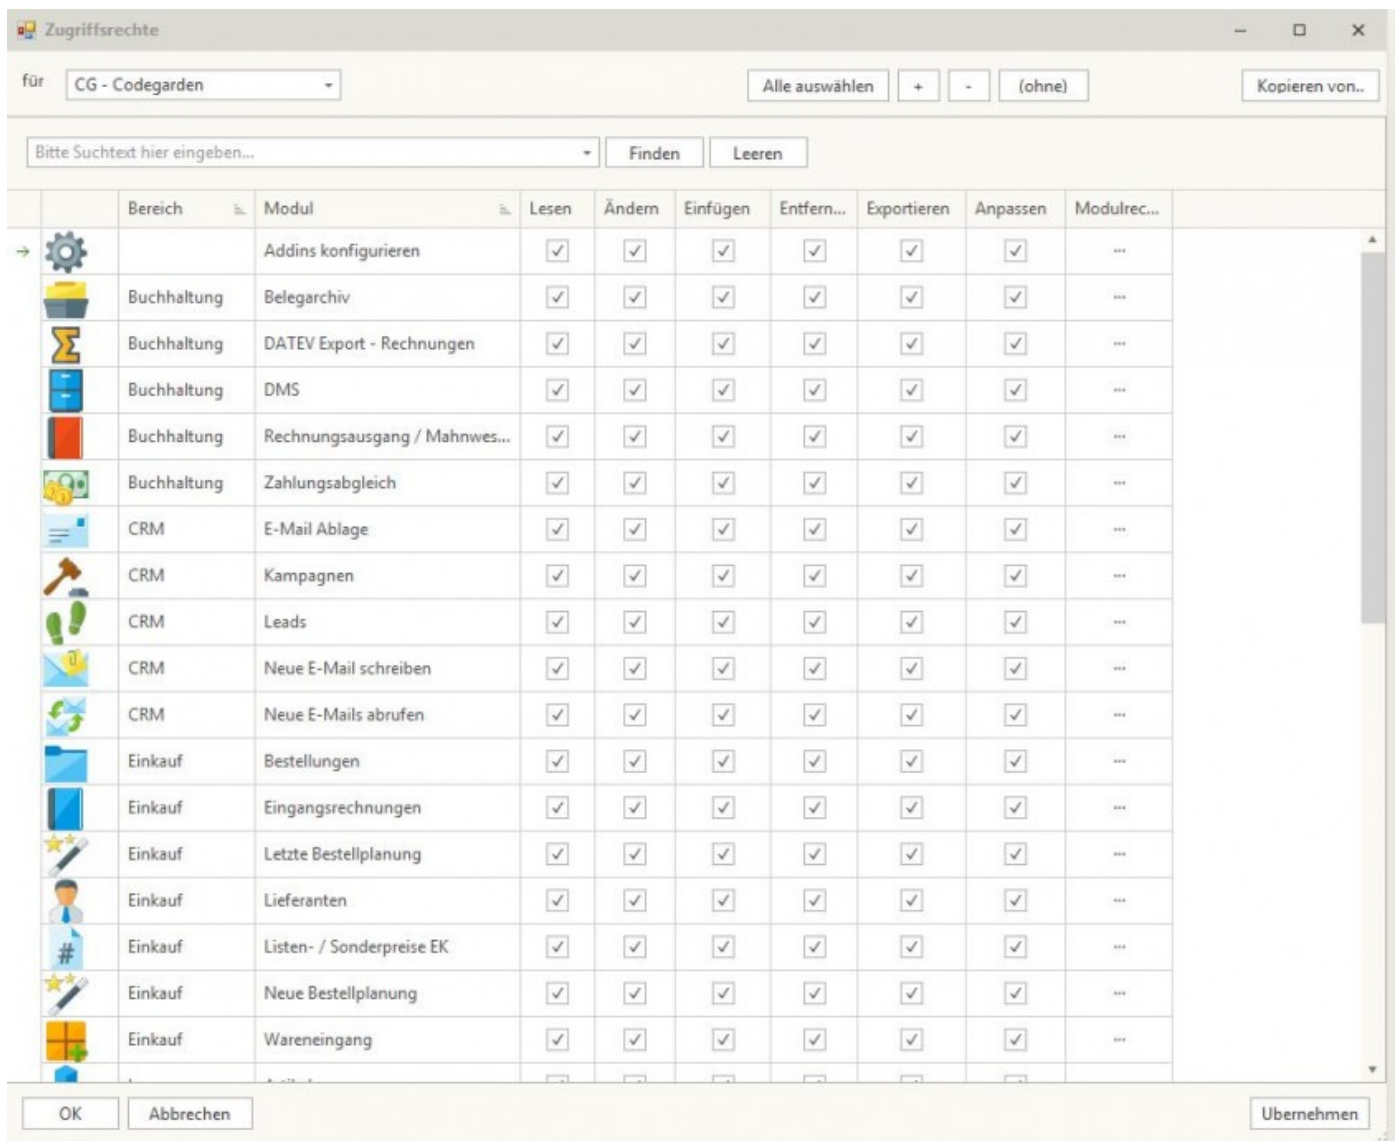 Zugriffsrechte
für CG - Codegarden Alle auswählen + - (ohne) Kopieren von..
Bitte Suchtext hier eingeben... Finden Leeren
Bereich Modul Lesen Ändern Einfügen Entfern... Exportieren Anpassen Modulrec...
Addins konfigurieren ...
Buchhaltung Belegarchiv ...
Buchhaltung DATEV Export - Rechnungen ...
Buchhaltung DMS ...
Buchhaltung Rechnungsausgang / Mahnwes... ...
Buchhaltung Zahlungsabgleich ...
CRM E-Mail Ablage ...
CRM Kampagnen ...
CRM Leads ...
CRM Neue E-Mail schreiben ...
CRM Neue E-Mails abrufen ...
Einkauf Bestellungen ...
Einkauf Eingangsrechnungen ...
Einkauf Letzte Bestellplanung ...
Einkauf Lieferanten ...
# Einkauf Listen- / Sonderpreise EK ...
Einkauf Neue Bestellplanung ...
Einkauf Wareneingang ...
OK Abbrechen Ubernehmen